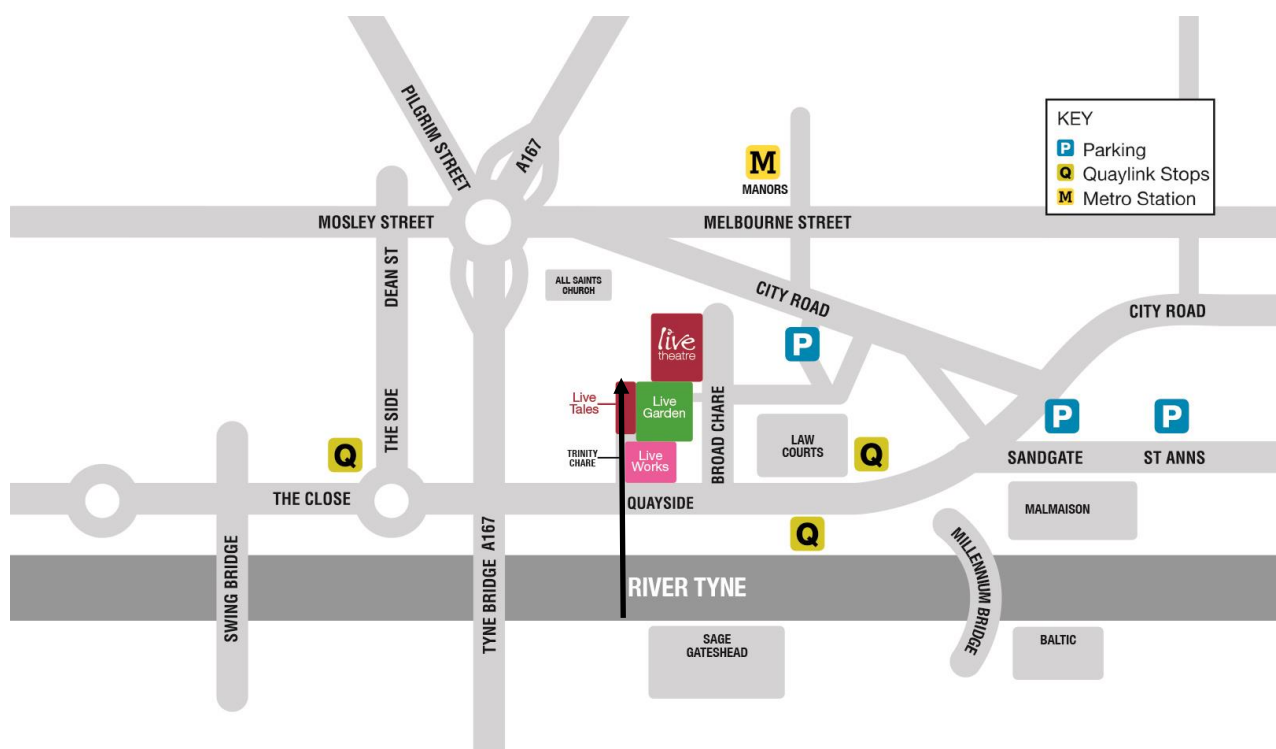 PILGRIM STREET
A167
KEY
P Parking
Q Quaylink Stops
M Metro Station
M
MANORS
MOSLEY STREET
MELBOURNE STREET
DEAN ST
ALL SAINTS
CHURCH
CITY ROAD
CITY ROAD
live
theatre
P
THE SIDE
Live
Tales
Live
Garden
BROAD CHARE
LAW
COURTS
P
P
Q
TRINITY
CHARE
Live
Works
Q
SANDGATE
ST ANNS
THE CLOSE
QUAYSIDE
MALMAISON
Q
SWING BRIDGE
TYNE BRIDGE A167
RIVER TYNE
MILLENNIUM BRIDGE
SAGE
GATESHEAD
BALTIC